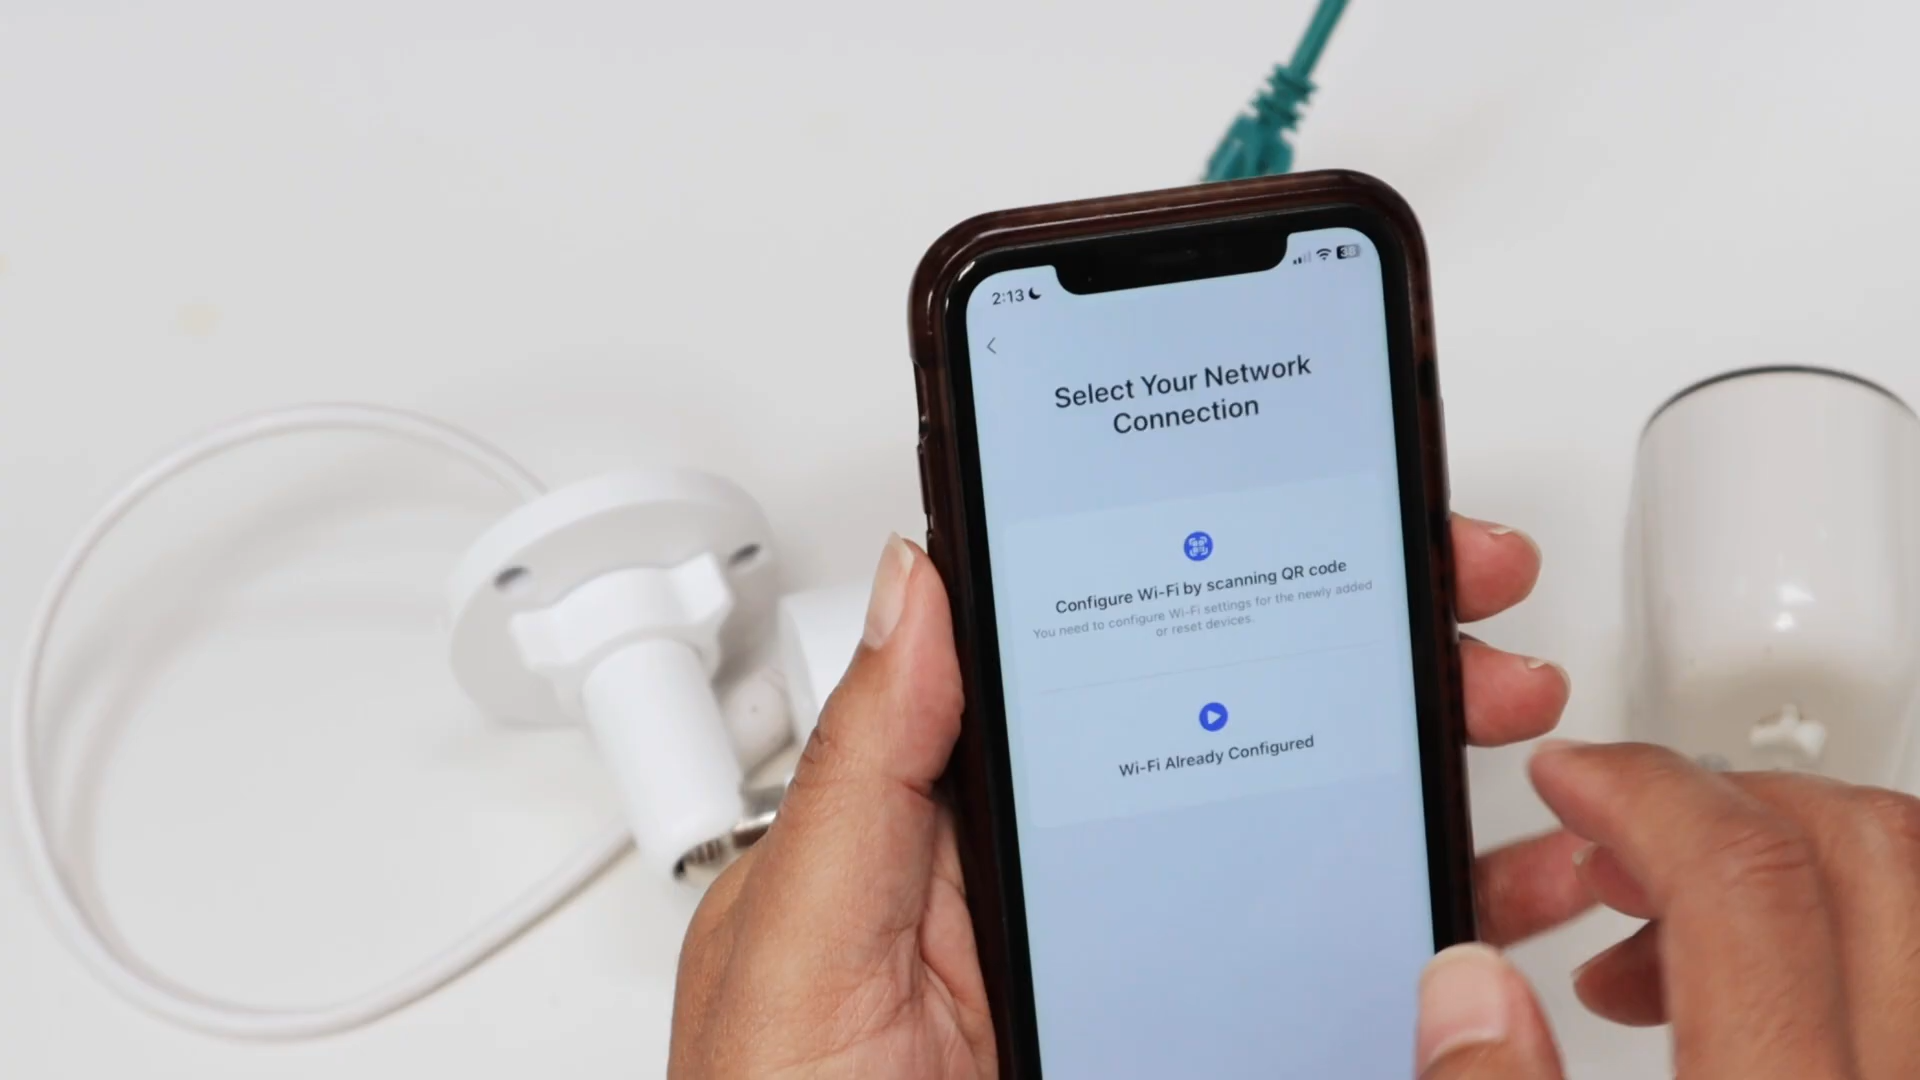 2:13
38
Select Your Network
Connection
Configure Wi-Fi by scanning QR code
You need to configure Wi-Fi settings for the newly added
or reset devices.
Wi-Fi Already Configured